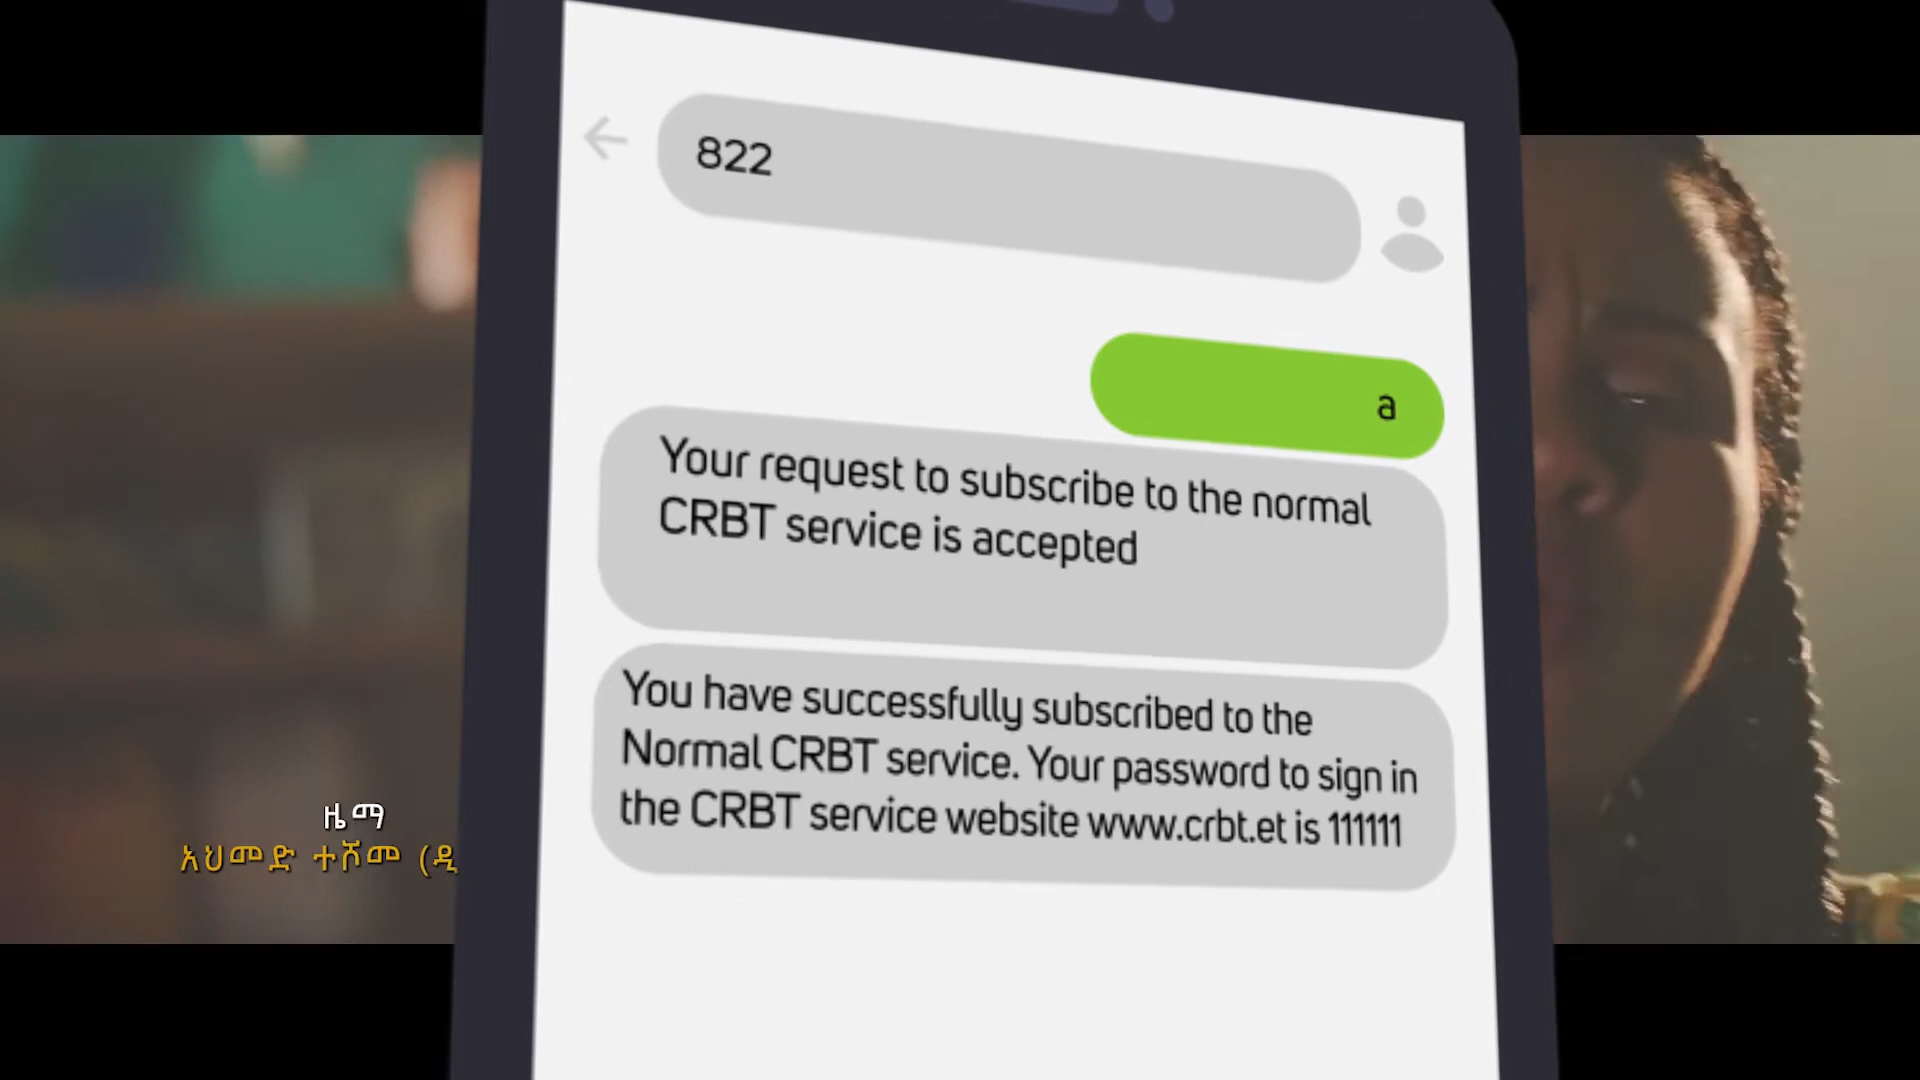 822
a
Your request to subscribe to the normal
CRBT service is accepted
You have successfully subscribed to the
Normal CRBT service. Your password to sign in
the CRBT service website www.crbt.et is 111111
ዜማ
አህመድ ተሾመ (ዲ